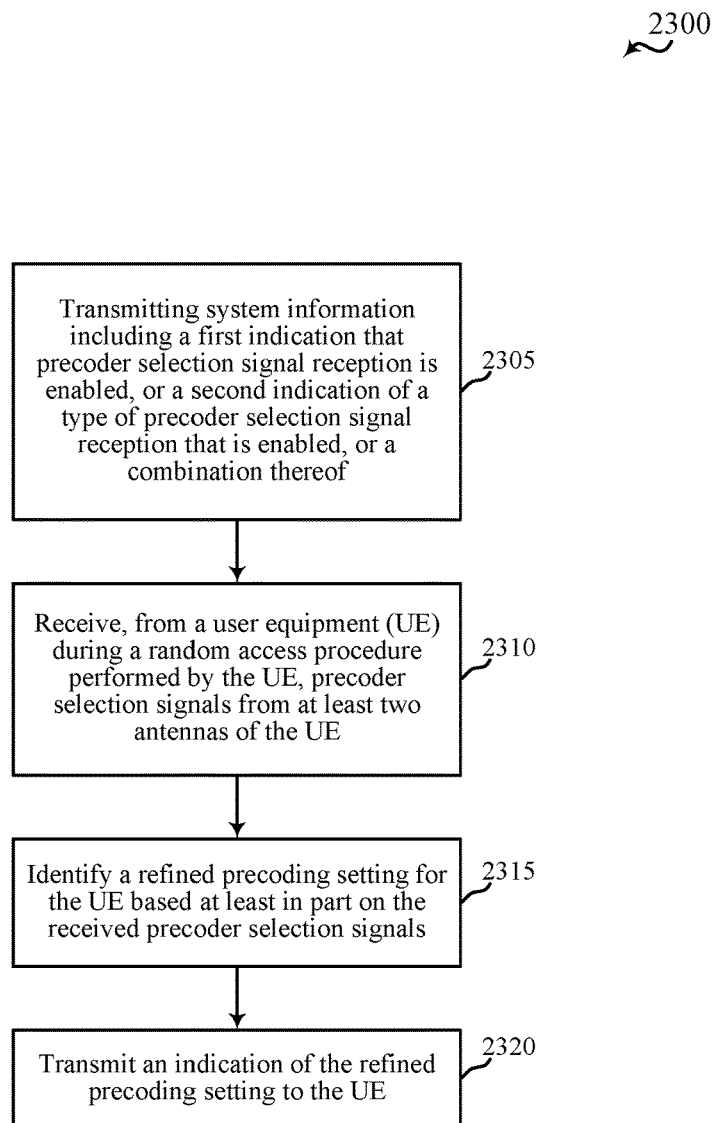 2300
Transmitting system information
including a first indication that
precoder selection signal reception is
enabled, or a second indication of a
type of precoder selection signal
reception that is enabled, or a
combination thereof
2305
Receive, from a user equipment (UE)
during a random access procedure
performed by the UE, precoder
selection signals from at least two
antennas of the UE
2310
Identify a refined precoding setting for
the UE based at least in part on the
received precoder selection signals
2315
Transmit an indication of the refined
precoding setting to the UE
2320